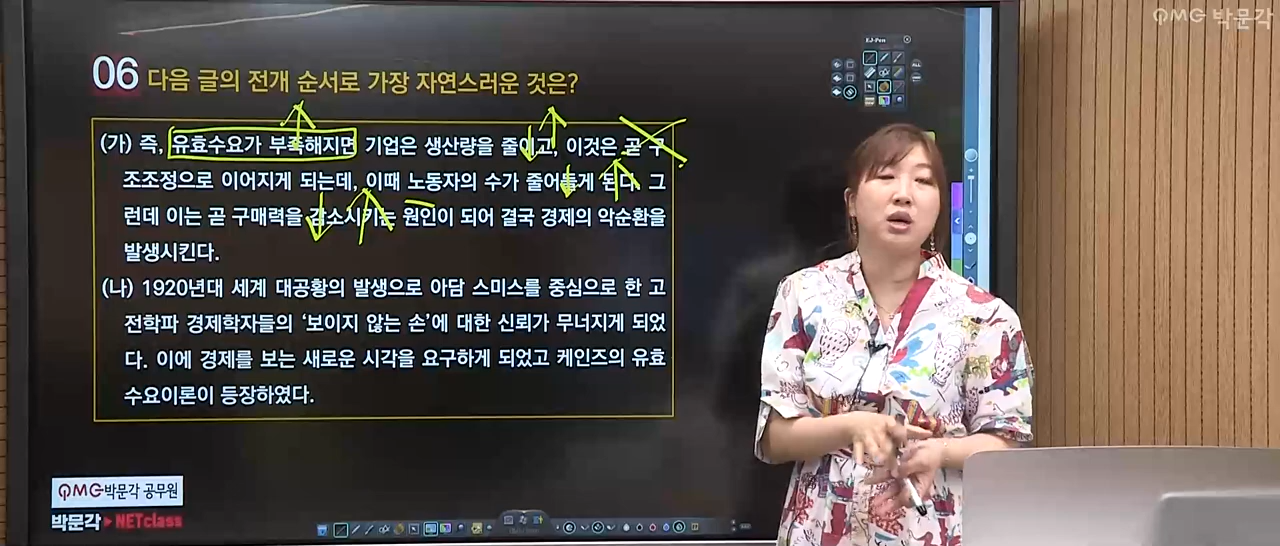 QMG 박문각
EJ-Pen
06 다음 글의 전개 순서로 가장 자연스러운 것은?
(가) 즉, 유효수요가 부족해지면 기업은 생산량을 줄이고, 이것은 곧 구
조조정으로 이어지게 되는데, 이때 노동자의 수가 줄어들게 된다. 그
런데 이는 곧 구매력을 감소시키는 원인이 되어 결국 경제의 악순환을
발생시킨다.
(나) 1920년대 세계 대공황의 발생으로 아담 스미스를 중심으로 한 고
전학파 경제학자들의 ‘보이지 않는 손’에 대한 신뢰가 무너지게 되었
다. 이에 경제를 보는 새로운 시각을 요구하게 되었고 케인즈의 유효
수요이론이 등장하였다.
QMG 박문각 공무원
박문각 NETclass